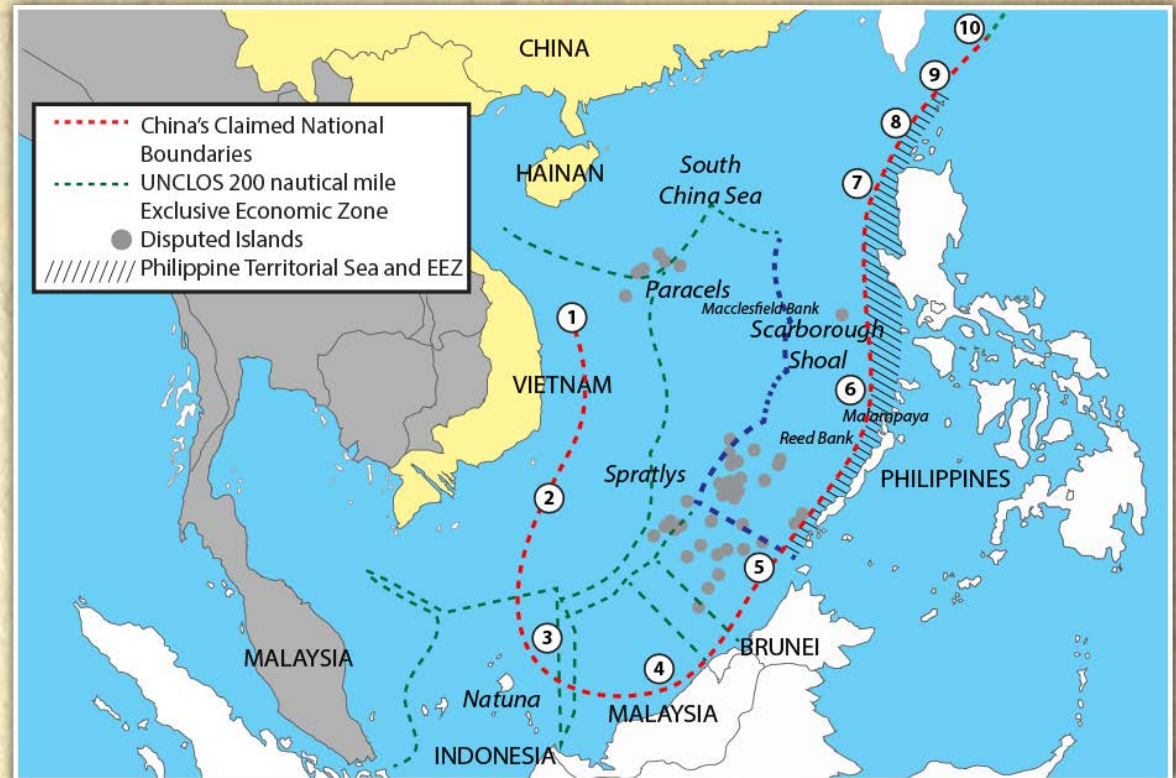 10
CHINA
9
China's Claimed National
Boundaries
UNCLOS 200 nautical mile
Exclusive Economic Zone
Disputed Islands
Philippine Territorial Sea and EEZ
8
HAINAN
South
China Sea
7
Paracels
Macclesfield Bank
1
Scarborough
Shoal
VIETNAM
6
Malampaya
Reed Bank
Spratlys
PHILIPPINES
2
5
3
BRUNEI
MALAYSIA
4
Natuna
MALAYSIA
INDONESIA